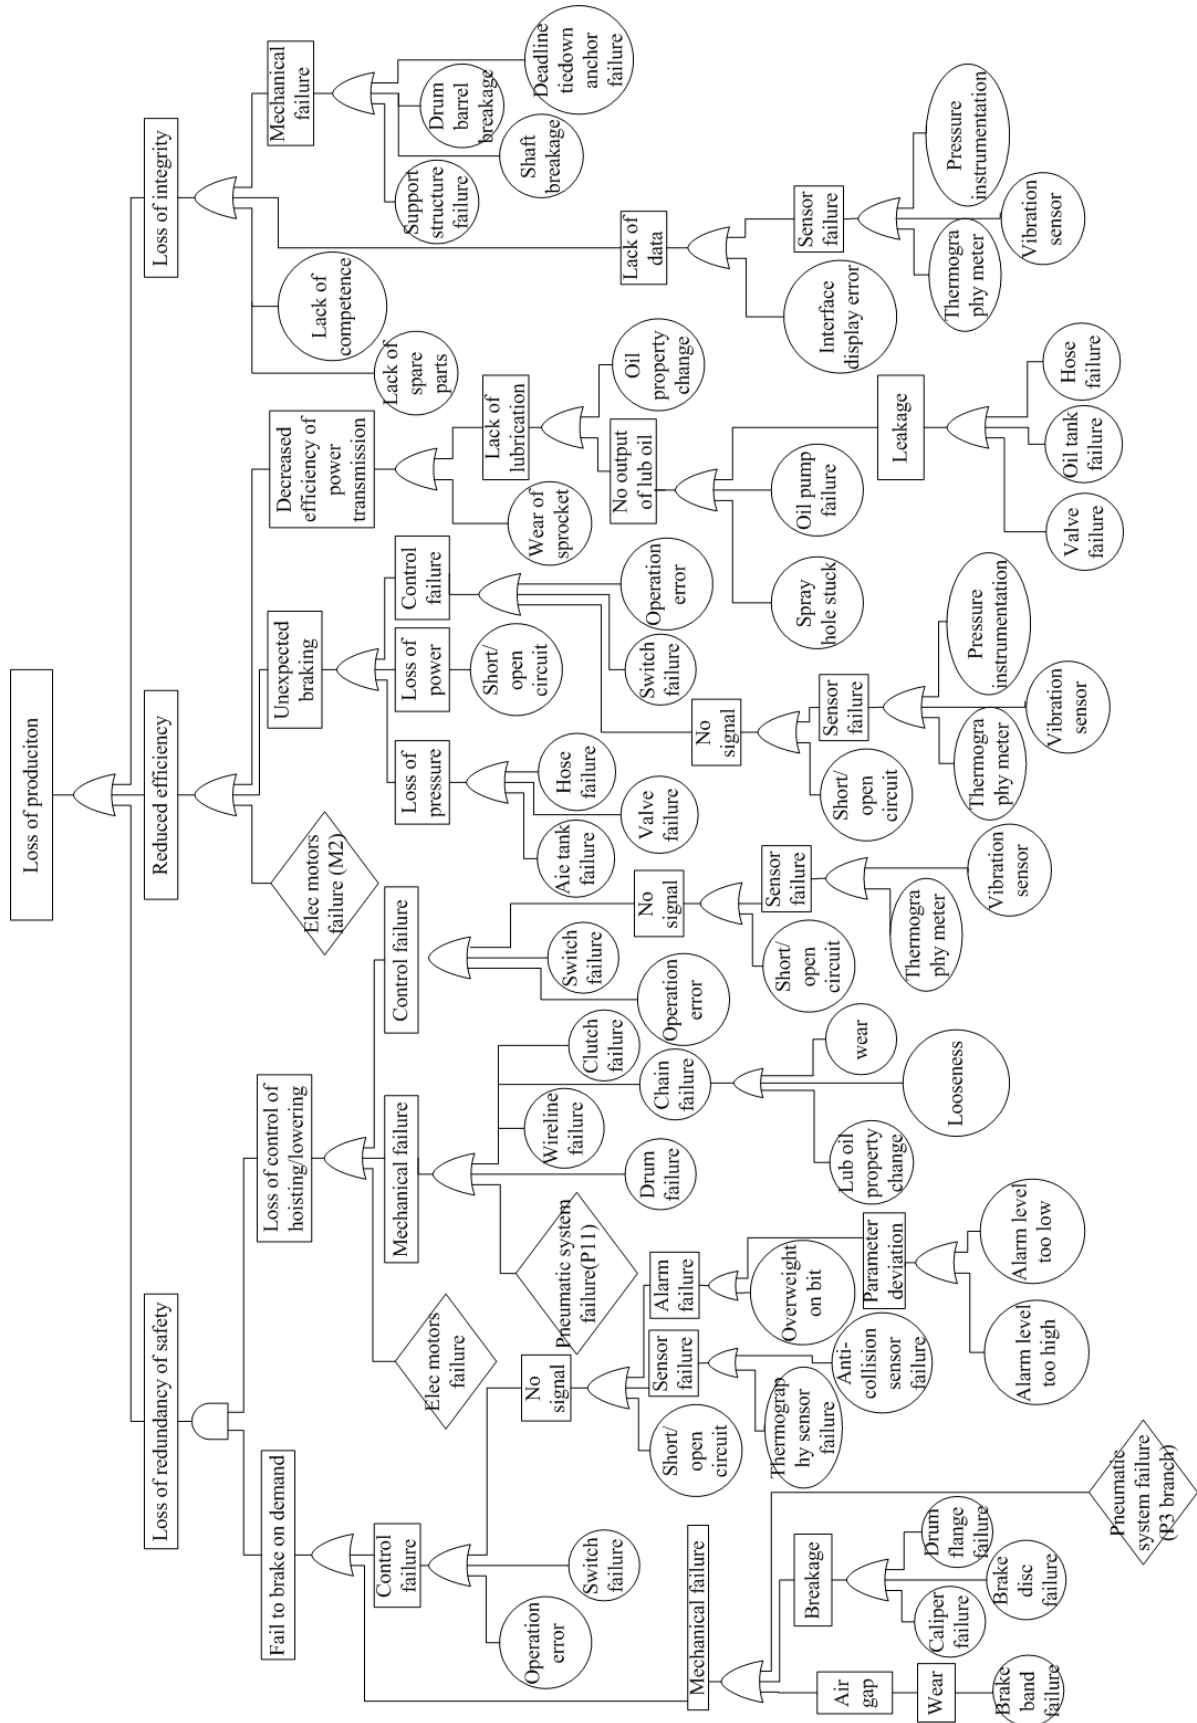 Loss of produciton
Loss of redundancy of safety
Reduced efficiency
Loss of integrity
Fail to brake on demand
Loss of control of
hoisting/lowering
Elec motors
failure (M2)
Unexpected
braking
Decreased
efficiency of
power
transmission
Lack of
spare
parts
Lack of
competence
Mechanical
failure
Control
failure
Elec motors
failure
Mechanical failure
Control failure
Loss of
pressure
Loss of
power
Control
failure
Wear of
sprocket
Lack of
lubrication
Support
structure
failure
Shaft
breakage
Drum
barrel
breakage
Deadline
tiedown
anchor
failure
Operation
error
Switch
failure
No
signal
Pneumatic system
failure(P11)
Drum
failure
Wireline
failure
Chain
failure
Clutch
failure
Operation
error
Switch
failure
No
signal
Aie tank
failure
Valve
failure
Hose
failure
Short/
open
circuit
No
signal
Switch
failure
Operation
error
No output
of lub oil
Oil
property
change
Lack of
data
Mechanical failure
Short/
open
circuit
Sensor
failure
Alarm
failure
Lub oil
property
change
Looseness
wear
Short/
open
circuit
Sensor
failure
Short/
open
circuit
Sensor
failure
Spray
hole stuck
Oil pump
failure
Leakage
Interface
display error
Sensor
failure
Thermograp
hy sensor
failure
Anti-
collision
sensor
failure
Overweight
on bit
Parameter
deviation
Thermogra
phy meter
Vibration
sensor
Thermogra
phy meter
Vibration
sensor
Pressure
instrumentation
Valve
failure
Oil tank
failure
Hose
failure
Thermogra
phy meter
Vibration
sensor
Pressure
instrumentation
Air
gap
Breakage
Alarm level
too high
Alarm level
too low
Wear
Caliper
failure
Brake
disc
failure
Drum
flange
failure
Brake
band
failure
Pneumatic
system failure
(P3 branch)